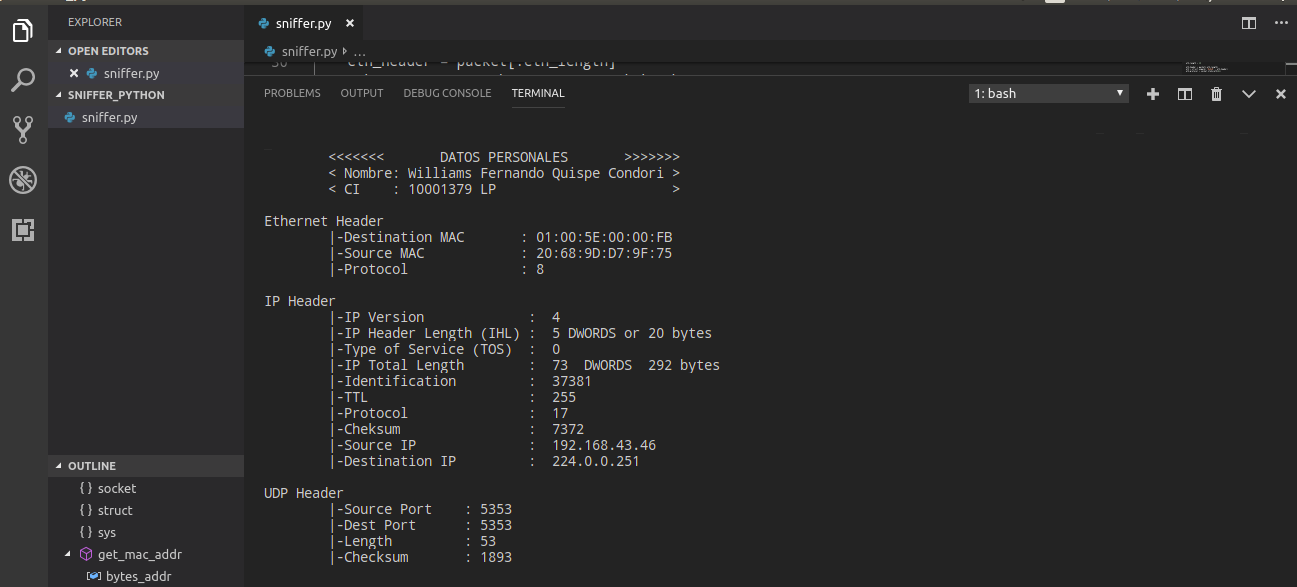 EXPLORER
OPEN EDITORS
sniffer.py
SNIFFER_PYTHON
sniffer.py
OUTLINE
{ } socket
{ } struct
{ } sys
get_mac_addr
bytes_addr
sniffer.py
sniffer.py ...
30 eth_header = packet[:eth_length]
PROBLEMS OUTPUT DEBUG CONSOLE TERMINAL 1: bash
<<<<<<< DATOS PERSONALES >>>>>>>
< Nombre: Williams Fernando Quispe Condori >
< CI : 10001379 LP >
Ethernet Header
|-Destination MAC : 01:00:5E:00:00:FB
|-Source MAC : 20:68:9D:D7:9F:75
|-Protocol : 8
IP Header
|-IP Version : 4
|-IP Header Length (IHL) : 5 DWORDS or 20 bytes
|-Type of Service (TOS) : 0
|-IP Total Length : 73 DWORDS 292 bytes
|-Identification : 37381
|-TTL : 255
|-Protocol : 17
|-Cheksum : 7372
|-Source IP : 192.168.43.46
|-Destination IP : 224.0.0.251
UDP Header
|-Source Port : 5353
|-Dest Port : 5353
|-Length : 53
|-Checksum : 1893